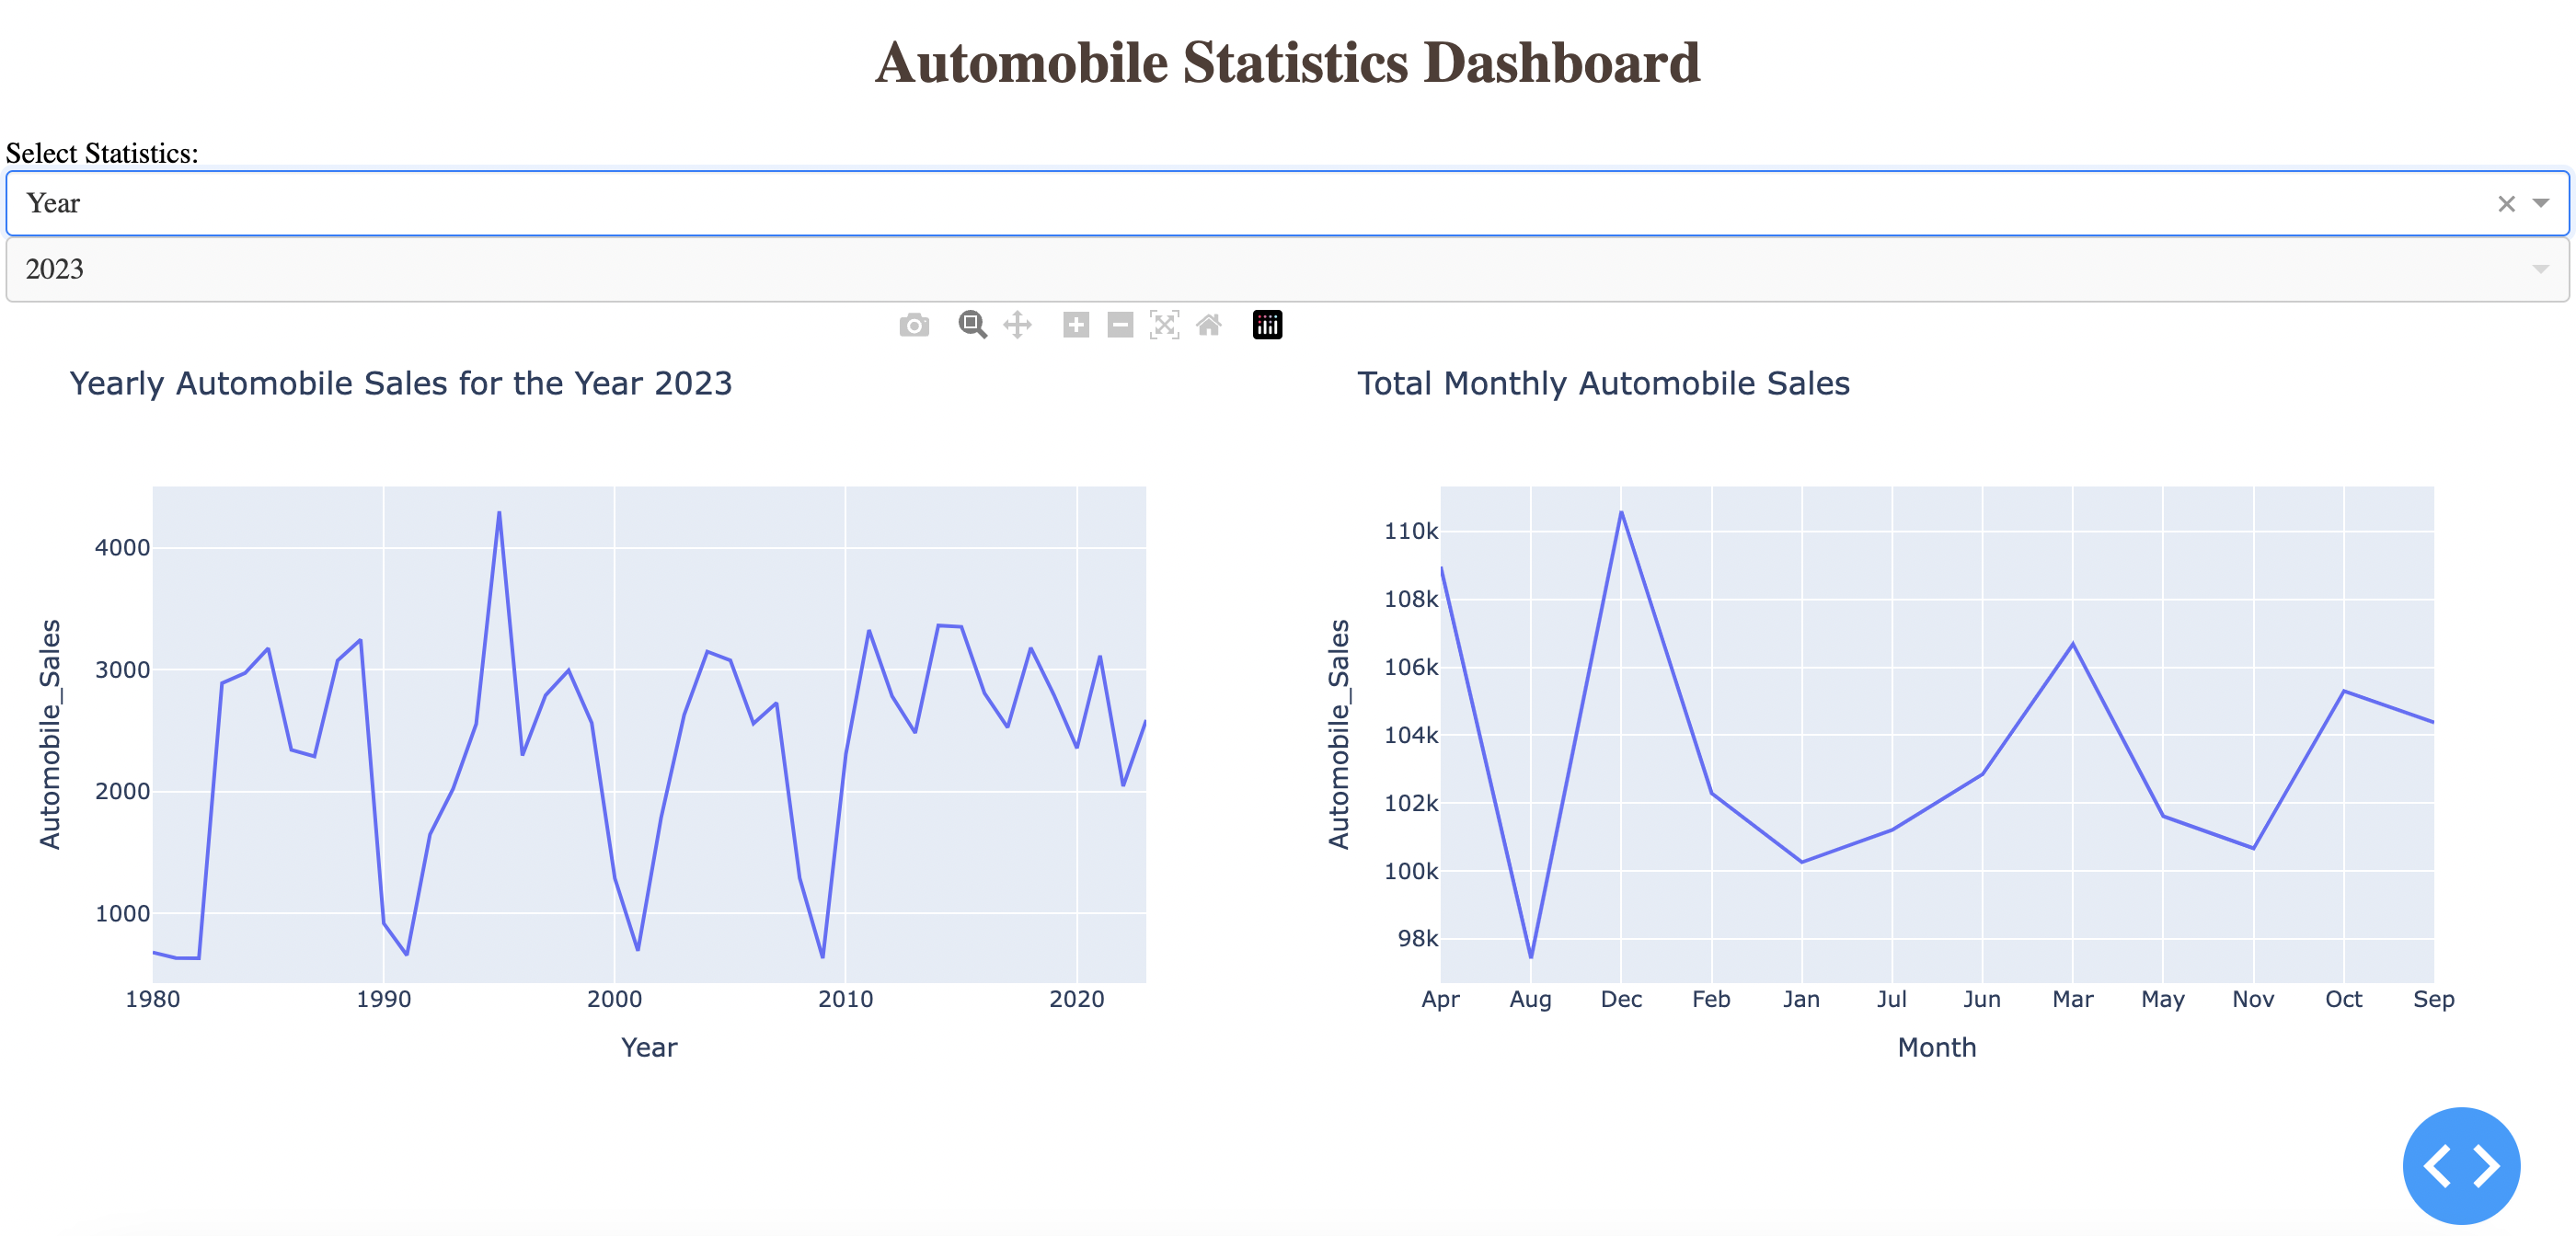 Automobile Statistics Dashboard
Select Statistics:
Year
2023
Yearly Automobile Sales for the Year 2023
Automobile_Sales
4000
3000
2000
1000
1980 1990 2000 2010 2020
Year
Total Monthly Automobile Sales
Automobile_Sales
110k
108k
106k
104k
102k
100k
98k
Apr Aug Dec Feb Jan Jul Jun Mar May Nov Oct Sep
Month